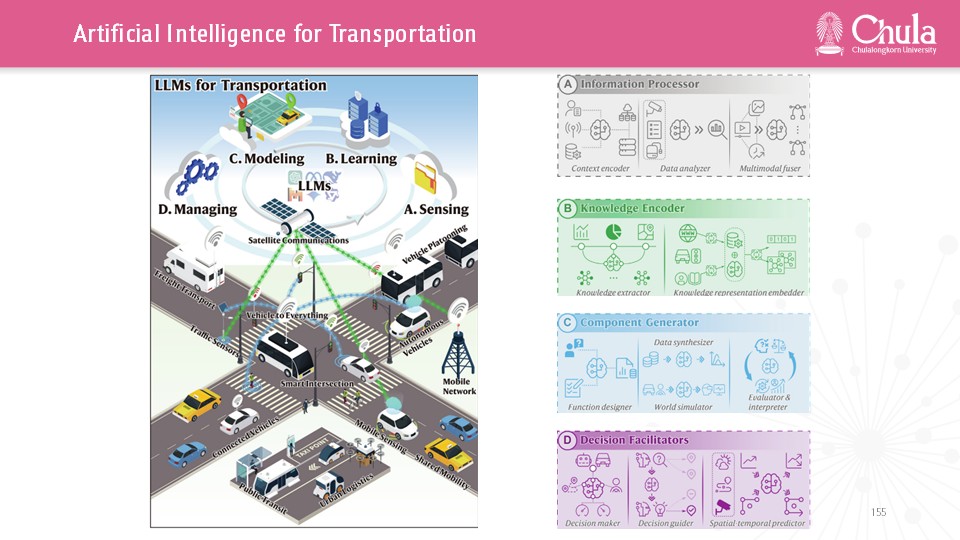 Artificial Intelligence for Transportation
Chula
Chulalongkorn University
LLMs for Transportation
C. Modeling
B. Learning
LLMs
D. Managing
A. Sensing
Satellite Communications
Vehicle Platooning
Freight Transport
Vehicle to Everything
Traffic Sensors
Autonomous
Vehicles
Mobile
Network
Smart Intersection
Connected Vehicles
Mobile Sensing
Shared Mobility
TAXI POINT
Public Transit
Urban Logistics
A Information Processor
Context encoder
Data analyzer
Multimodal fuser
B Knowledge Encoder
0101
Knowledge extractor
Knowledge representation embedder
C Component Generator
Data synthesizer
Function designer
World simulator
Evaluator &
interpreter
D Decision Facilitators
Decision maker
Decision guider
Spatial-temporal predictor
155